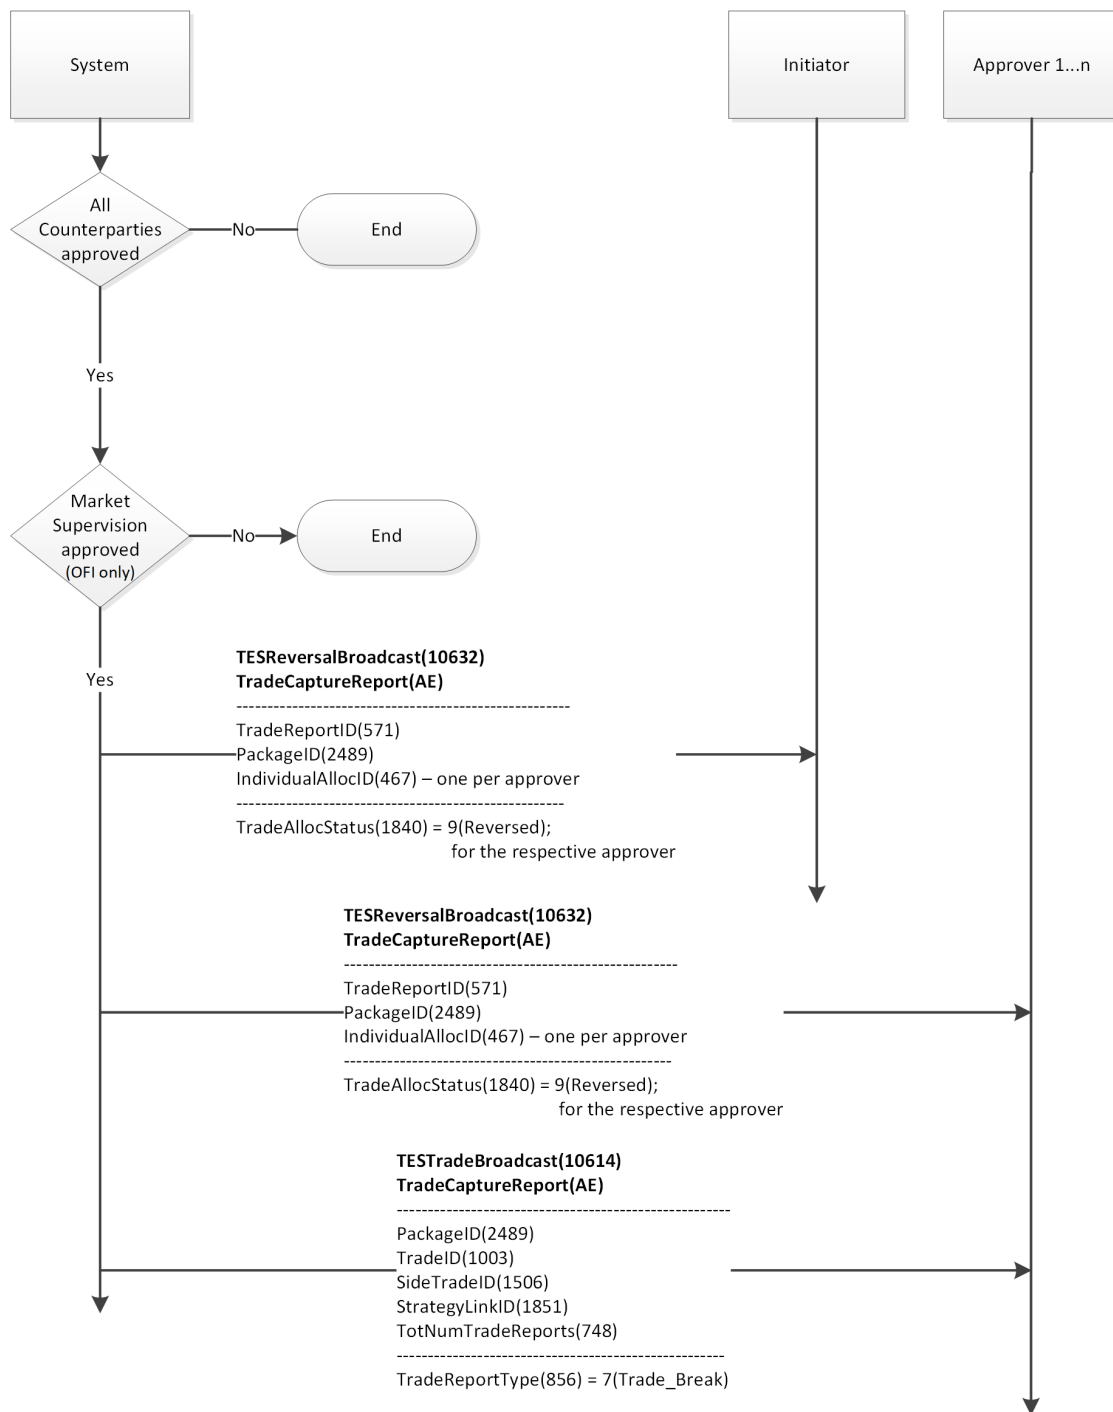 System
Initiator
Approver 1...n
All
Counterparties
approved
No
End
Yes
Market
Supervision
approved
(OFI only)
No
End
Yes
TESReversalBroadcast(10632)
TradeCaptureReport(AE)
------------------------------------------------------
TradeReportID(571)
PackageID(2489)
IndividualAllocID(467) – one per approver
-----------------------------------------------------
TradeAllocStatus(1840) = 9(Reversed);
for the respective approver
TESReversalBroadcast(10632)
TradeCaptureReport(AE)
------------------------------------------------------
TradeReportID(571)
PackageID(2489)
IndividualAllocID(467) – one per approver
-----------------------------------------------------
TradeAllocStatus(1840) = 9(Reversed);
for the respective approver
TESTradeBroadcast(10614)
TradeCaptureReport(AE)
------------------------------------------------------
PackageID(2489)
TradeID(1003)
SideTradeID(1506)
StrategyLinkID(1851)
TotNumTradeReports(748)
-----------------------------------------------------
TradeReportType(856) = 7(Trade_Break)